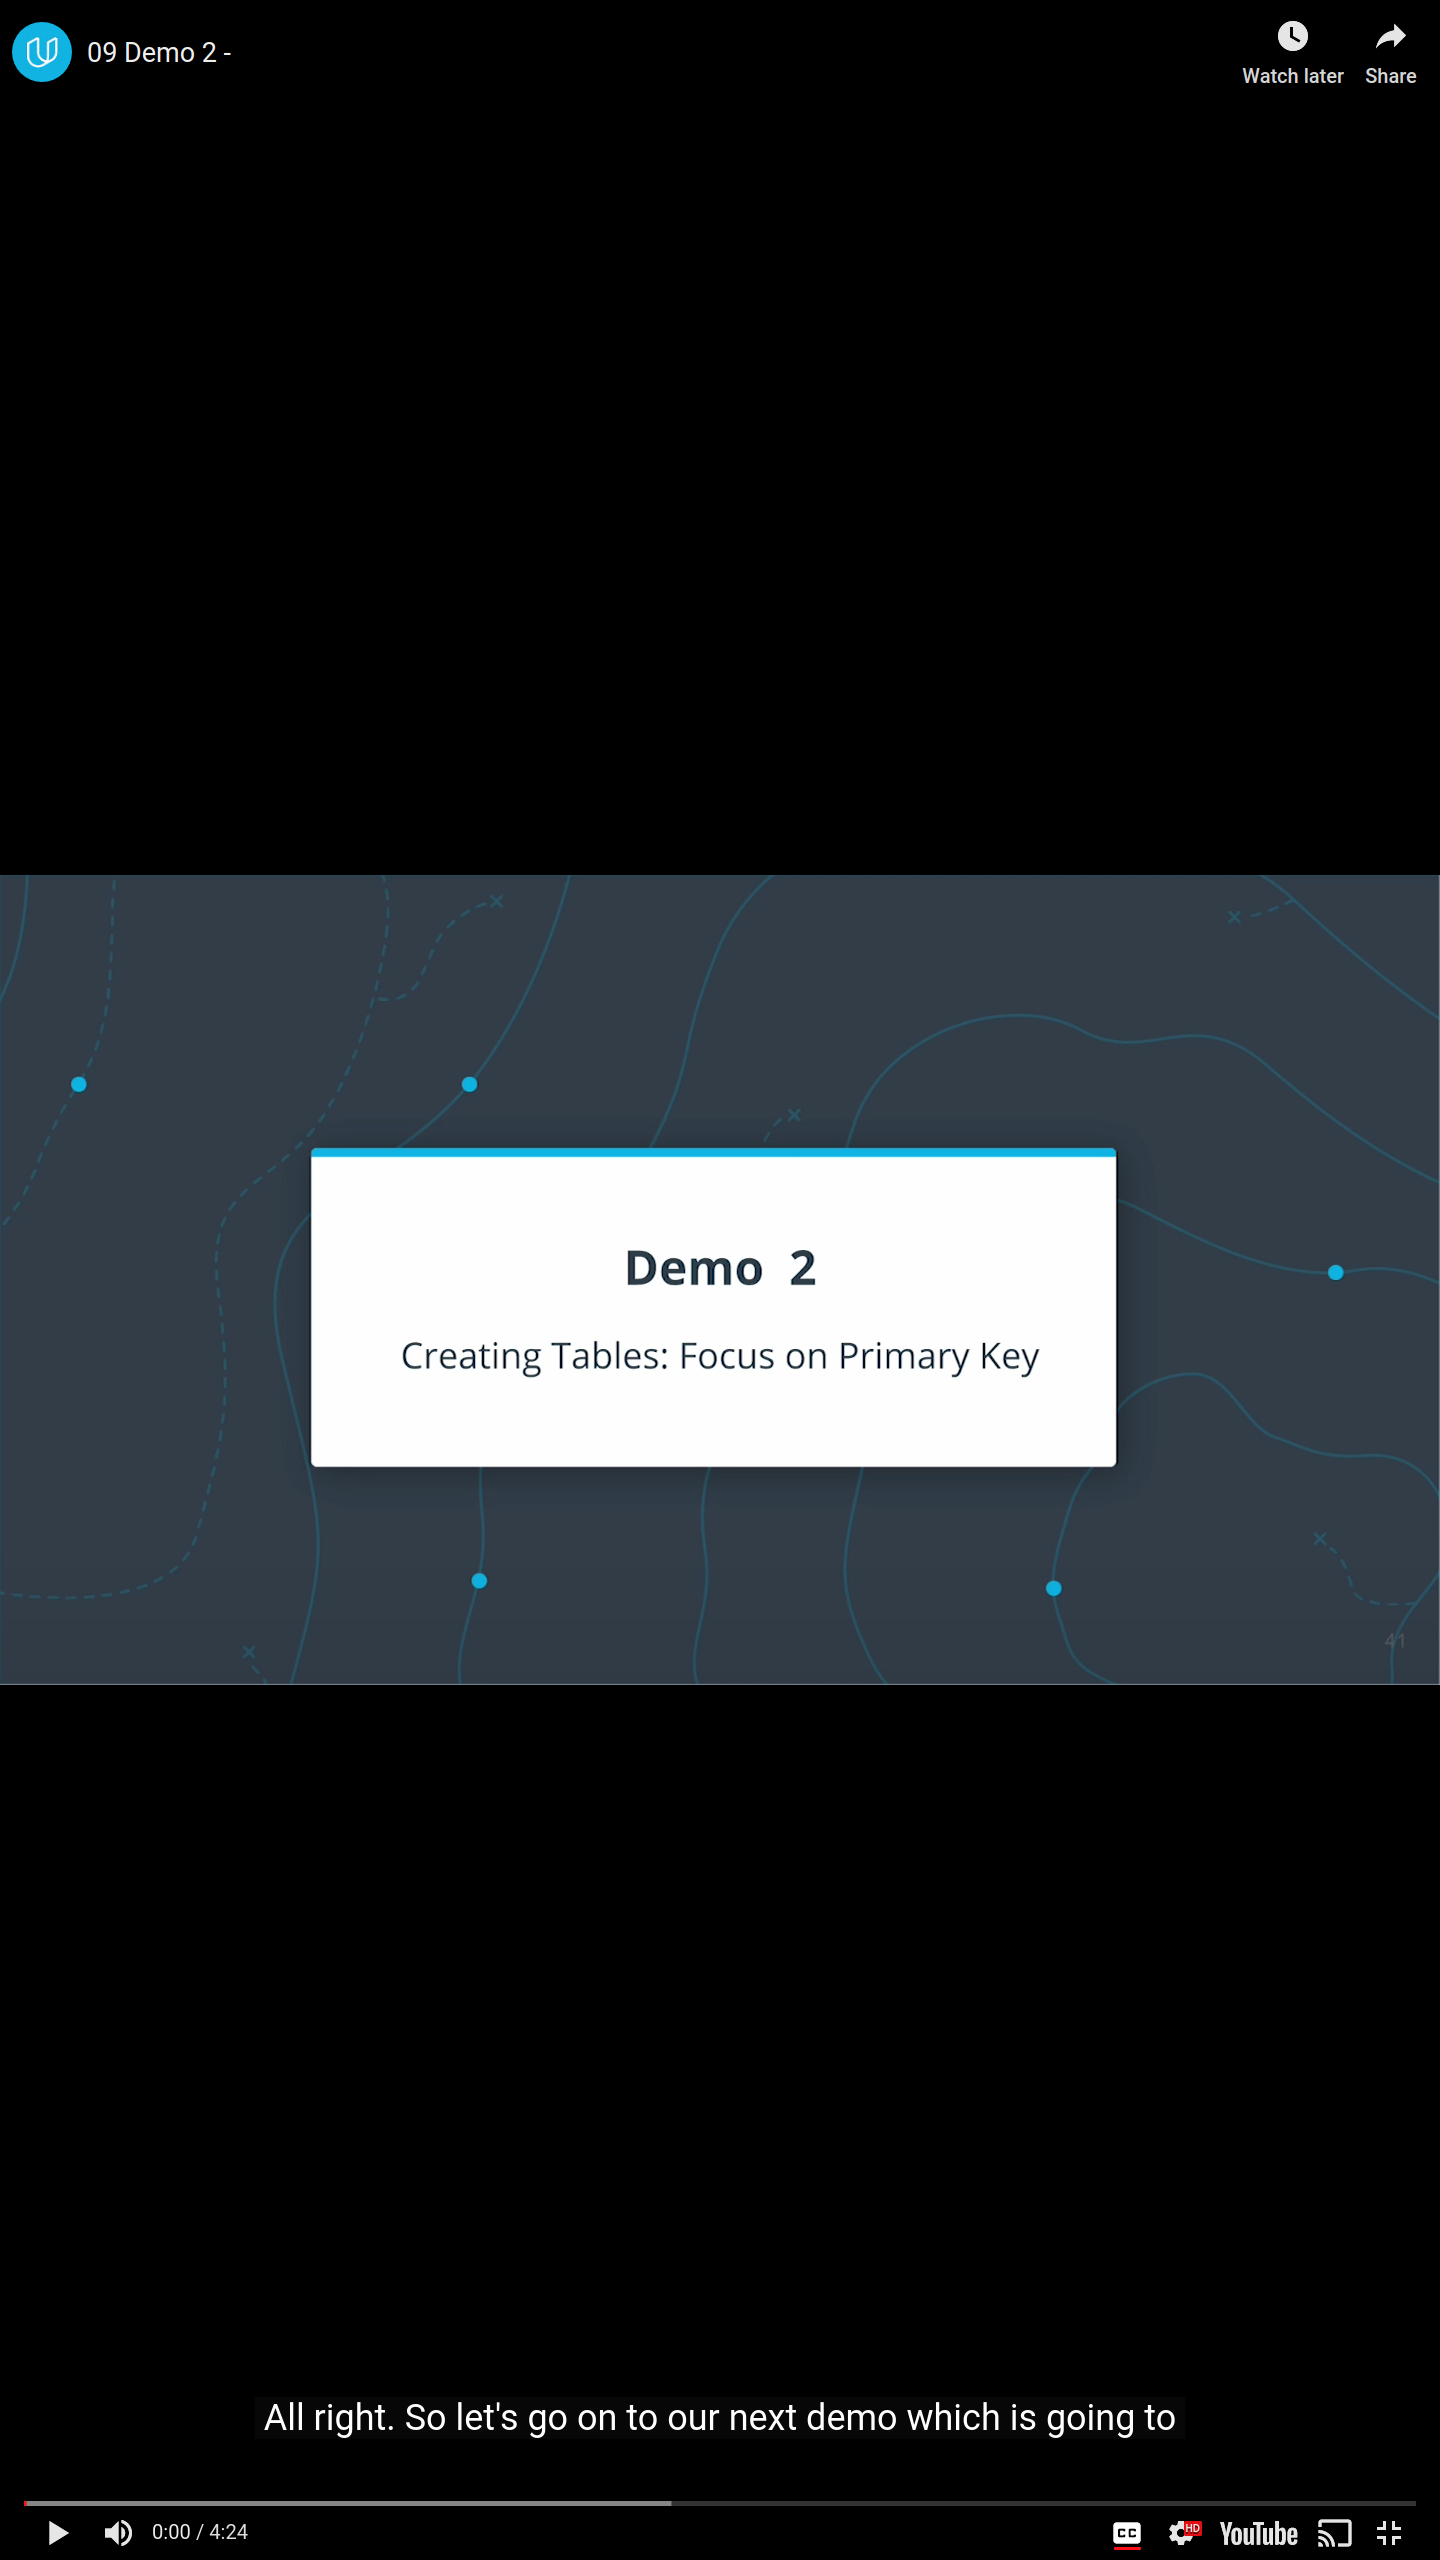 09 Demo 2 -
Watch later
Share
Demo 2
Creating Tables: Focus on Primary Key
41
All right. So let's go on to our next demo which is going to
0:00 / 4:24
CC
HD
YouTube